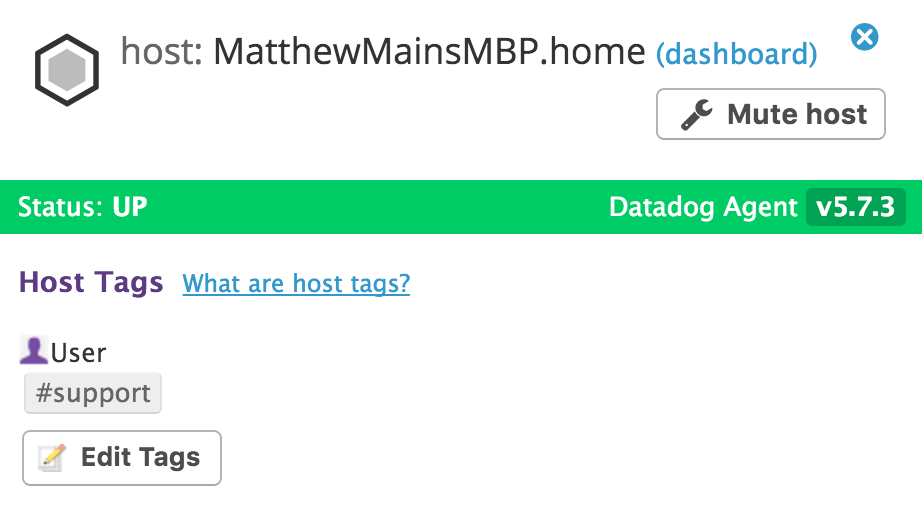 host: MatthewMainsMBP.home (dashboard)
Mute host
Status: UP Datadog Agent v5.7.3
Host Tags What are host tags?
User
#support
Edit Tags